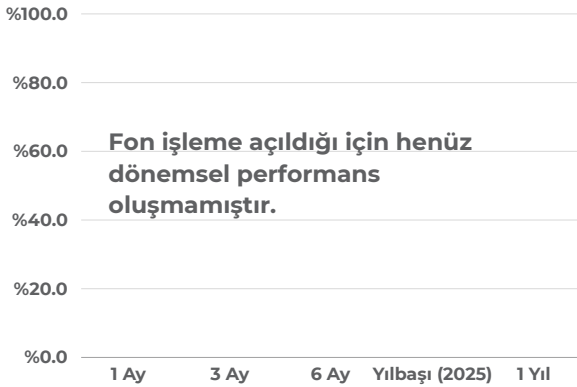 %100.0
%80.0
%60.0
%40.0
%20.0
%0.0
Fon işleme açıldığı için henüz
dönemsel performans
oluşmamıştır.
1 Ay
3 Ay
6 Ay
Yılbaşı (2025)
1 Yıl